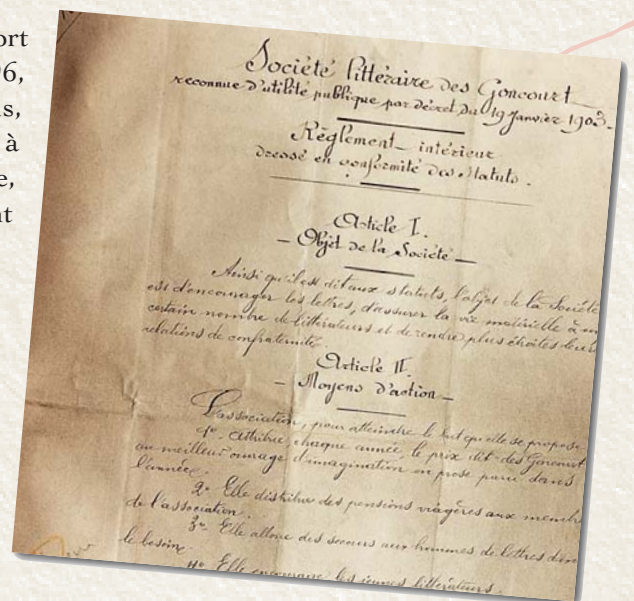 ort
96,
s,
à
e,
nt
Société littéraire des Goncourt
reconnue d'utilité publique par décret du 19 Janvier 1903.
Règlement intérieur
dressé en conformité des statuts.
Article I.
— Objet de la Société —
Ainsi qu'il est dit aux statuts, l'objet de la Société
est d'encourager les lettres, d'assurer la vie matérielle à un
certain nombre de littérateurs et de rendre plus étroites leurs
relations de confraternité.
Article II.
— Moyens d'action —
L'association, pour atteindre le but qu'elle se propose
1º Attribue chaque année, le prix dit des Goncourt
au meilleur ouvrage d'imagination en prose paru dans
l'année.
2º Elle distribue des pensions viagères aux memb
de l'association.
3º Elle alloue des secours aux hommes de lettres dans
le besoin.
4º Elle encourage les jeunes littérateurs.